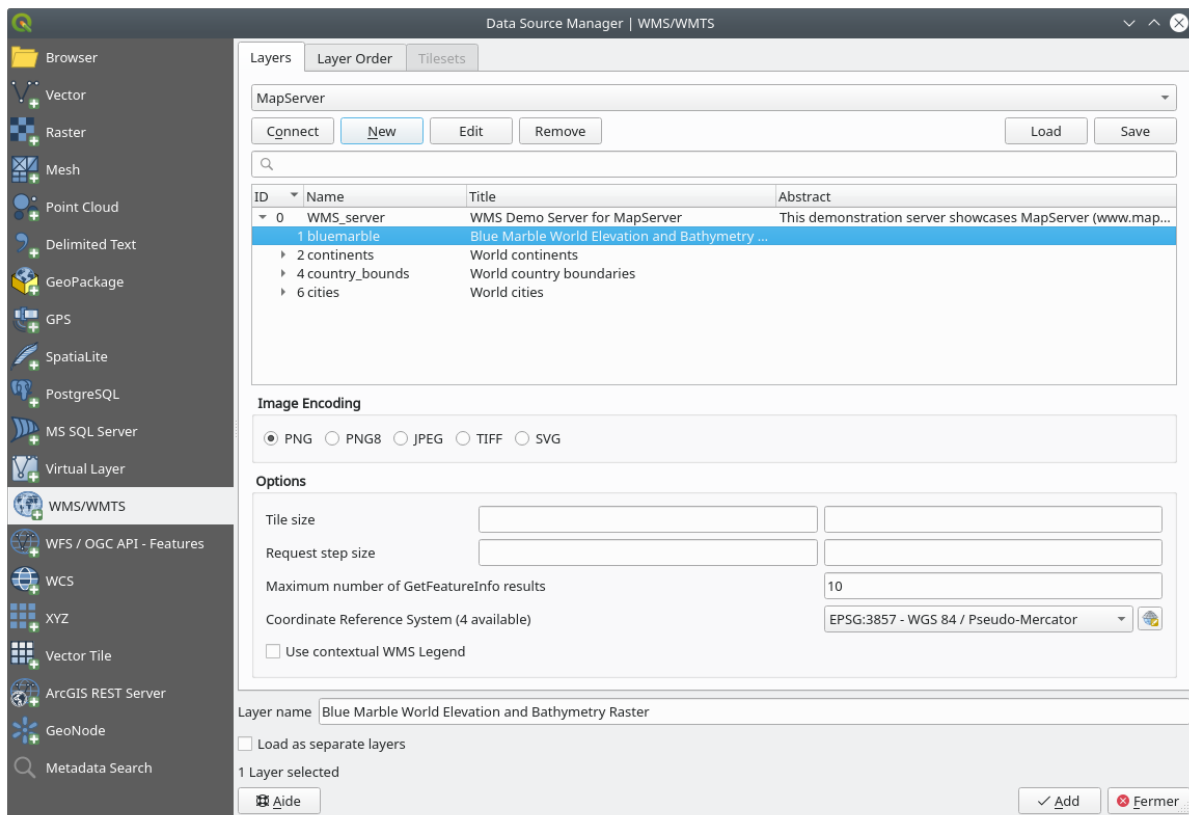 Data Source Manager | WMS/WMTS
Browser
Vector
Raster
Mesh
Point Cloud
Delimited Text
GeoPackage
GPS
SpatiaLite
PostgreSQL
MS SQL Server
Virtual Layer
WMS/WMTS
WFS / OGC API - Features
WCS
XYZ
Vector Tile
ArcGIS REST Server
GeoNode
Metadata Search
Layers Layer Order Tilesets
MapServer
Connect New Edit Remove Load Save
ID Name Title Abstract
0 WMS_server WMS Demo Server for MapServer This demonstration server showcases MapServer (www.map...
1 bluemarble Blue Marble World Elevation and Bathymetry ...
2 continents World continents
4 country_bounds World country boundaries
6 cities World cities
Image Encoding
PNG PNG8 JPEG TIFF SVG
Options
Tile size
Request step size
Maximum number of GetFeatureInfo results 10
Coordinate Reference System (4 available) EPSG:3857 - WGS 84 / Pseudo-Mercator
Use contextual WMS Legend
Layer name Blue Marble World Elevation and Bathymetry Raster
Load as separate layers
1 Layer selected
Aide Add Fermer